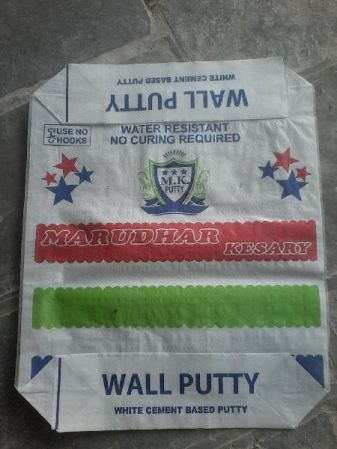 WHITE CEMENT BASED PUTTY
WALL PUTTY
USE NO
HOOKS
WATER RESISTANT
NO CURING REQUIRED
M.K.
PUTTY
MARUDHAR
KESARY
WALL PUTTY
WHITE CEMENT BASED PUTTY